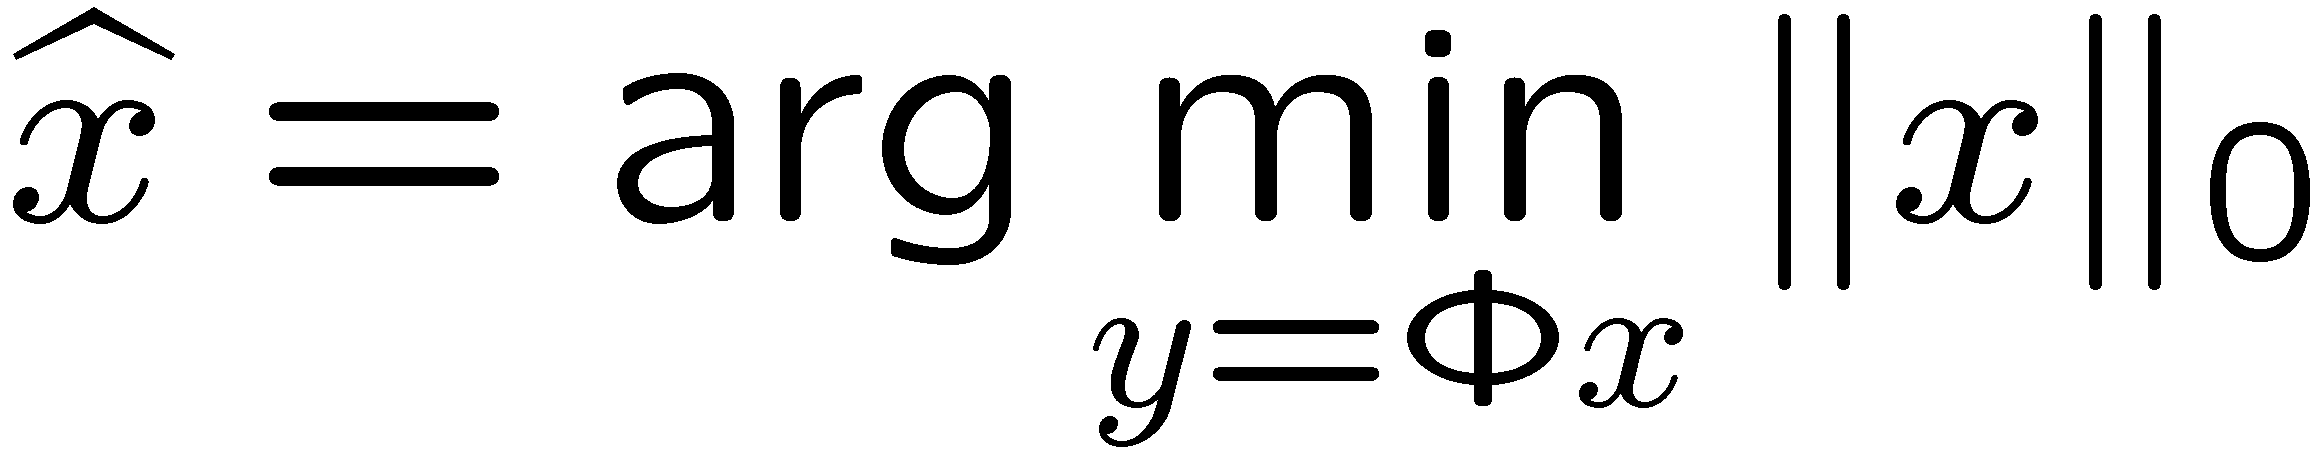 x̂ = arg min ‖x‖₀
y=Φx